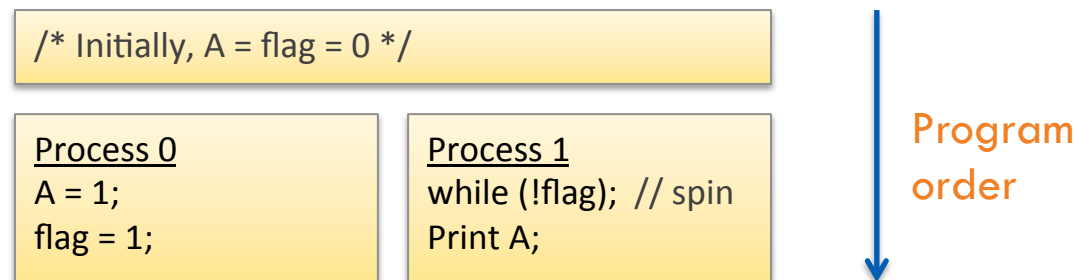 /* Initially, A = flag = 0 */
Process 0
A = 1;
flag = 1;
Process 1
while (!flag);  // spin
Print A;
Program
order